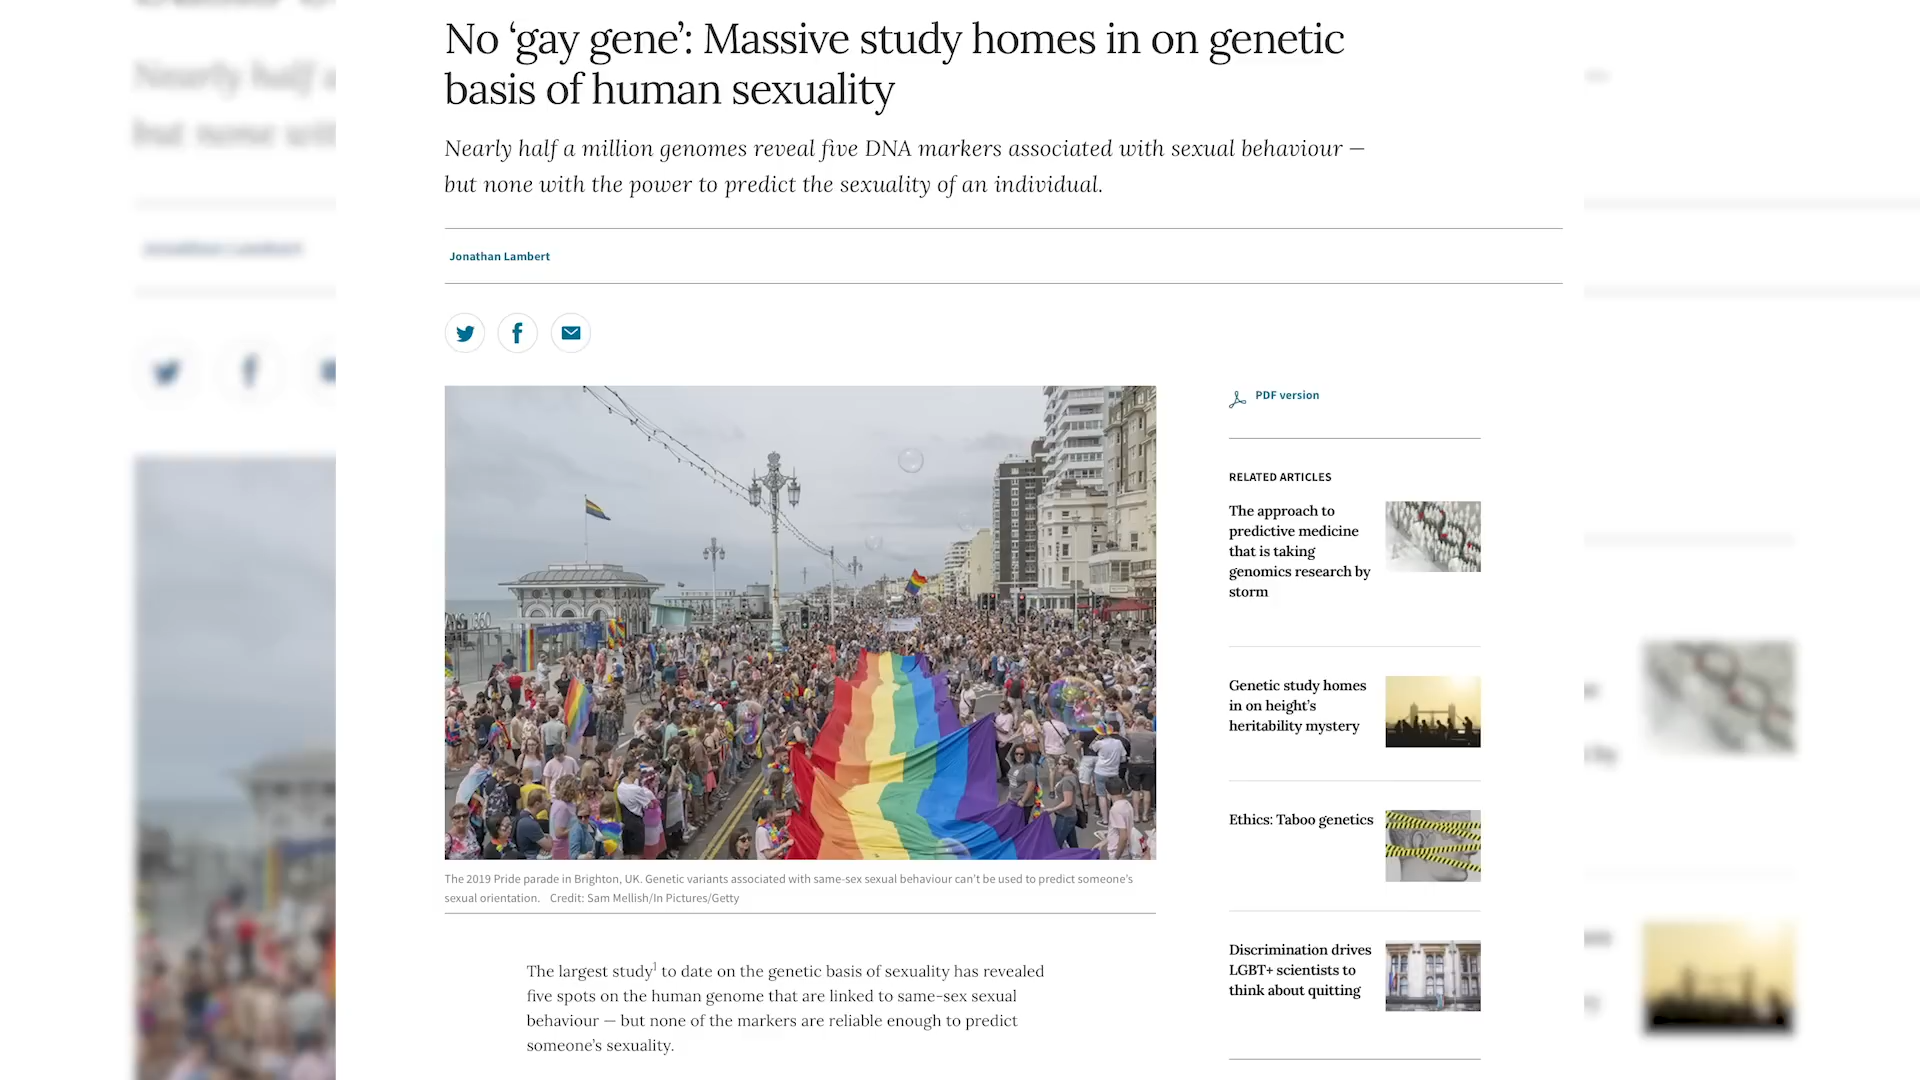 No ‘gay gene’: Massive study homes in on genetic
basis of human sexuality
Nearly half a million genomes reveal five DNA markers associated with sexual behaviour —
but none with the power to predict the sexuality of an individual.
Jonathan Lambert
The 2019 Pride parade in Brighton, UK. Genetic variants associated with same-sex sexual behaviour can’t be used to predict someone’s
sexual orientation. Credit: Sam Mellish/In Pictures/Getty
The largest study1 to date on the genetic basis of sexuality has revealed
five spots on the human genome that are linked to same-sex sexual
behaviour — but none of the markers are reliable enough to predict
someone’s sexuality.
PDF version
RELATED ARTICLES
The approach to
predictive medicine
that is taking
genomics research by
storm
Genetic study homes
in on height’s
heritability mystery
Ethics: Taboo genetics
Discrimination drives
LGBT+ scientists to
think about quitting
Nearly half
but none
Jonathan Lambert